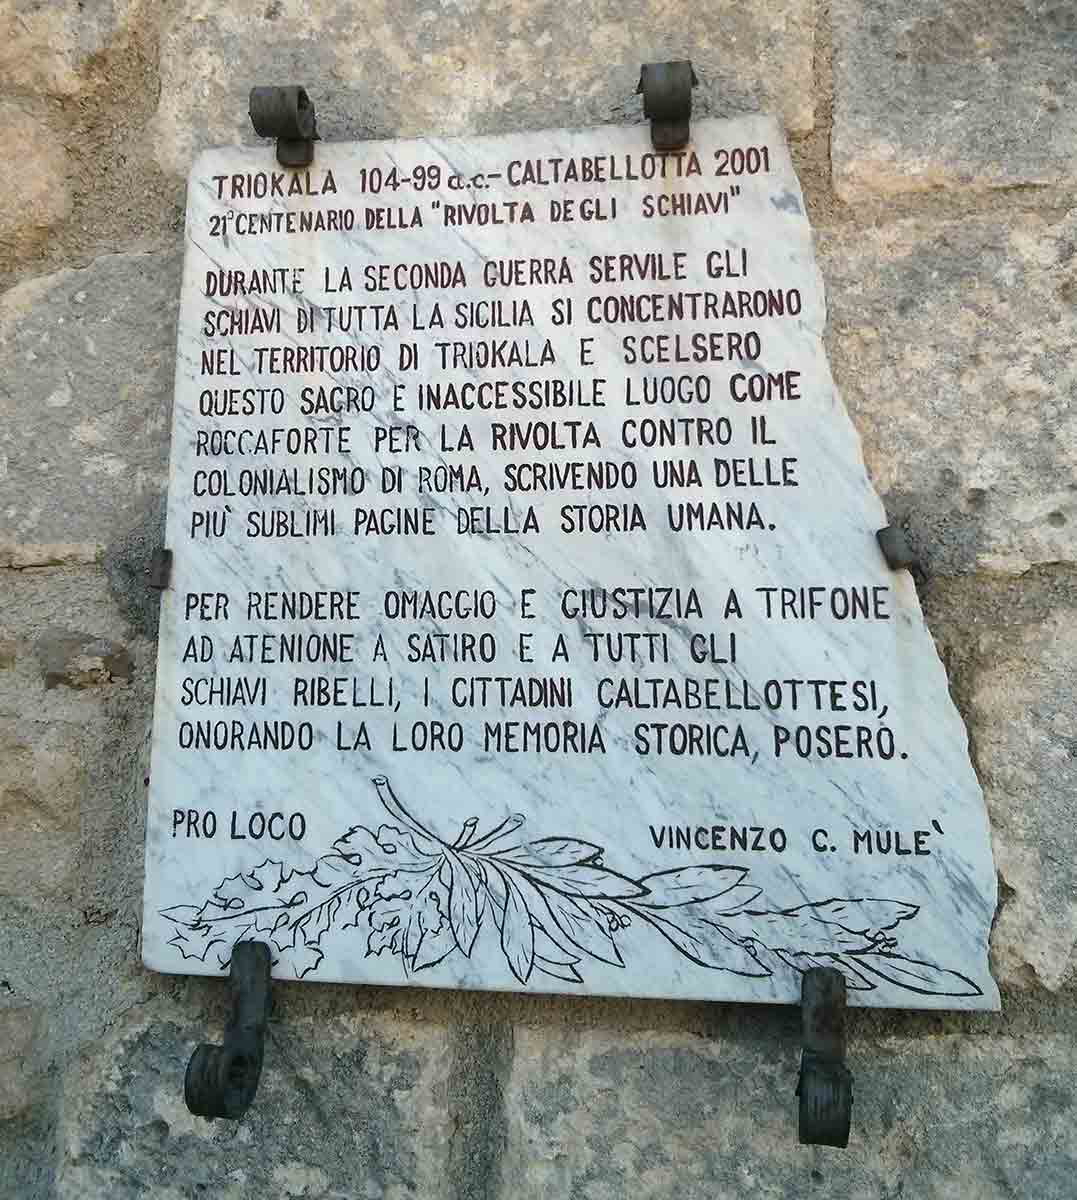 TRIOKALA 104-99 a.c.- CALTABELLOTTA 2001
21° CENTENARIO DELLA "RIVOLTA DEGLI SCHIAVI"
DURANTE LA SECONDA GUERRA SERVILE GLI
SCHIAVI DI TUTTA LA SICILIA SI CONCENTRARONO
NEL TERRITORIO DI TRIOKALA E SCELSERO
QUESTO SACRO E INACCESSIBILE LUOGO COME
ROCCAFORTE PER LA RIVOLTA CONTRO IL
COLONIALISMO DI ROMA, SCRIVENDO UNA DELLE
PIÙ SUBLIMI PAGINE DELLA STORIA UMANA.
PER RENDERE OMAGGIO E GIUSTIZIA A TRIFONE
AD ATENIONE A SATIRO E A TUTTI GLI
SCHIAVI RIBELLI, I CITTADINI CALTABELLOTTESI,
ONORANDO LA LORO MEMORIA STORICA, POSERO.
PRO LOCO
VINCENZO C. MULE'